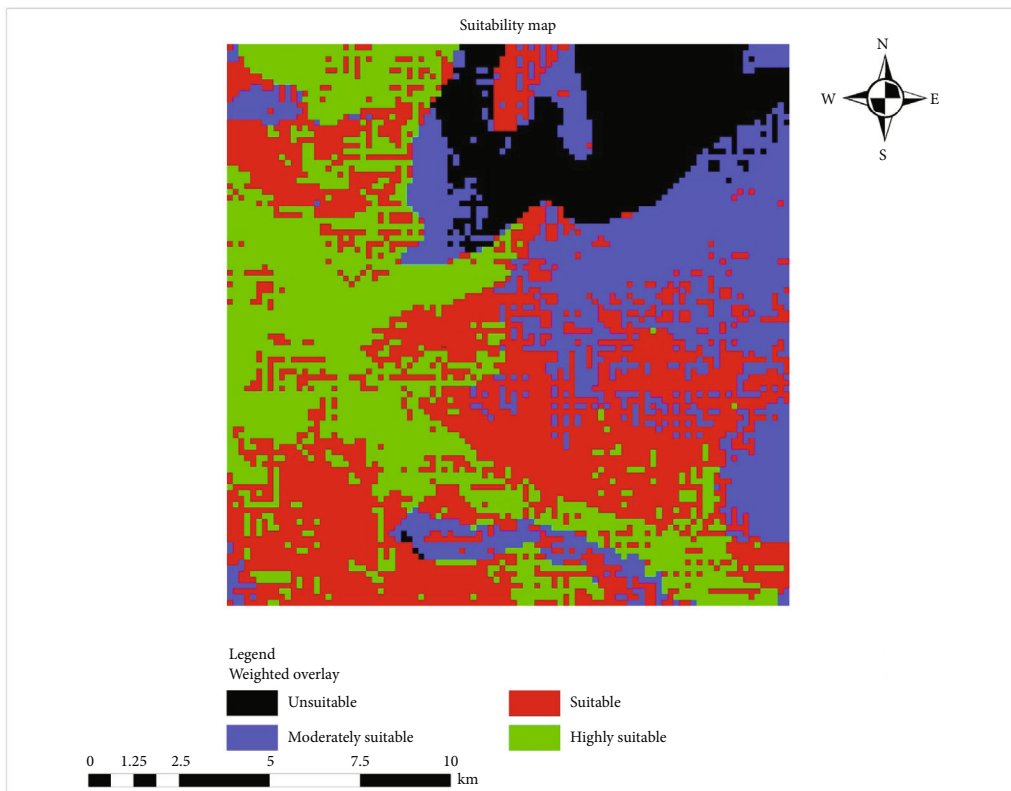 Suitability map
N
W E
S
Legend
Weighted overlay
Unsuitable Suitable
Moderately suitable Highly suitable
0 1.25 2.5 5 7.5 10
km